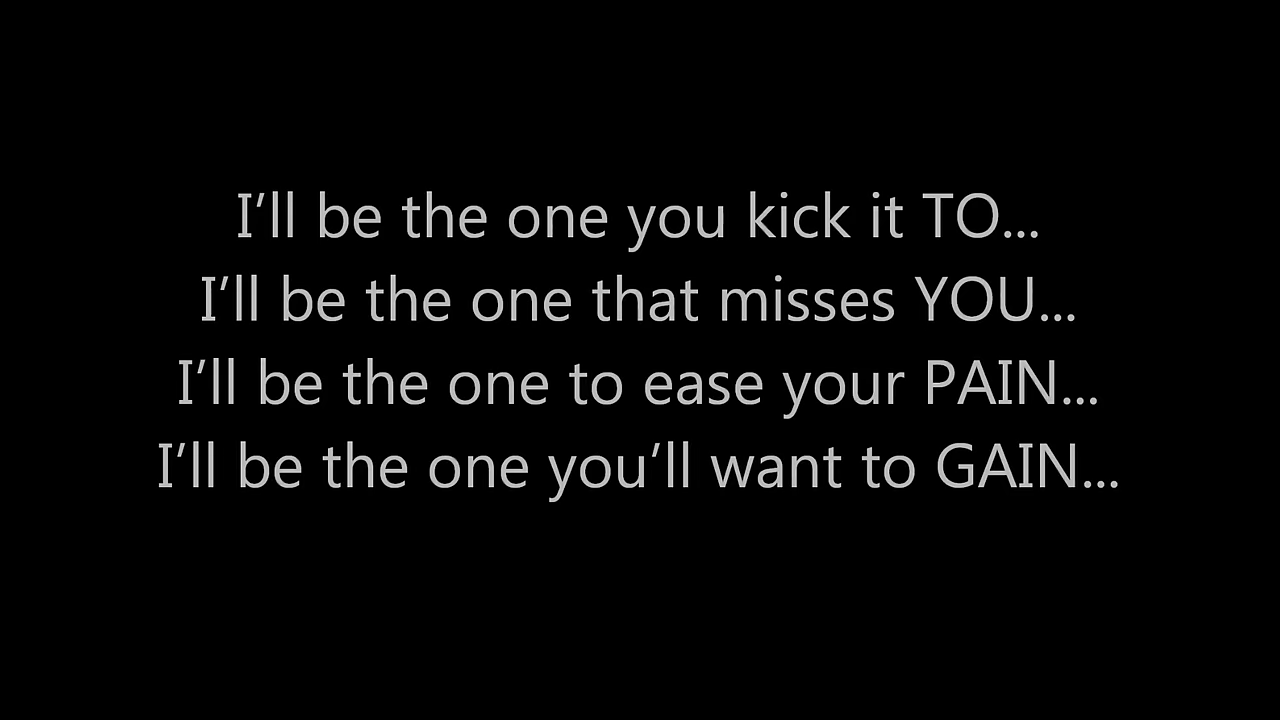 I’ll be the one you kick it TO...
I’ll be the one that misses YOU...
I’ll be the one to ease your PAIN...
I’ll be the one you’ll want to GAIN...